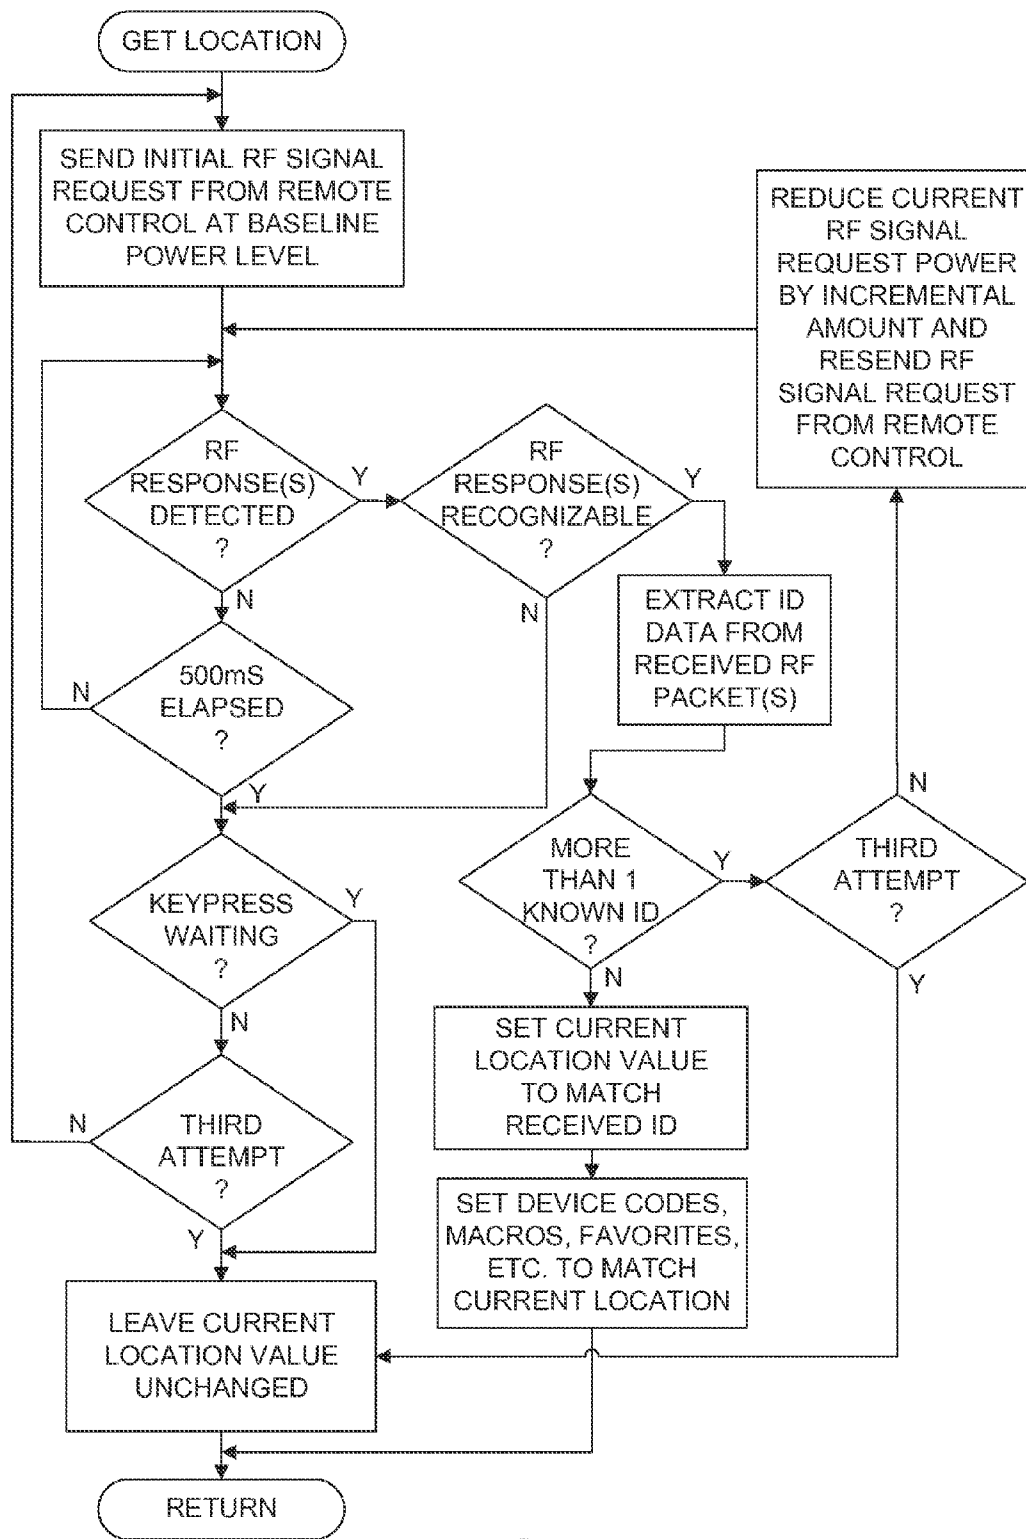 GET LOCATION
SEND INITIAL RF SIGNAL
REQUEST FROM REMOTE
CONTROL AT BASELINE
POWER LEVEL
REDUCE CURRENT
RF SIGNAL
REQUEST POWER
BY INCREMENTAL
AMOUNT AND
RESEND RF
SIGNAL REQUEST
FROM REMOTE
CONTROL
RF
RESPONSE(S)
DETECTED
?
Y
N
RF
RESPONSE(S)
RECOGNIZABLE
?
Y
N
EXTRACT ID
DATA FROM
RECEIVED RF
PACKET(S)
500mS
ELAPSED
?
N
Y
MORE
THAN 1
KNOWN ID
?
Y
N
THIRD
ATTEMPT
?
N
Y
KEYPRESS
WAITING
?
Y
N
SET CURRENT
LOCATION VALUE
TO MATCH
RECEIVED ID
THIRD
ATTEMPT
?
N
Y
SET DEVICE CODES,
MACROS, FAVORITES,
ETC. TO MATCH
CURRENT LOCATION
LEAVE CURRENT
LOCATION VALUE
UNCHANGED
RETURN